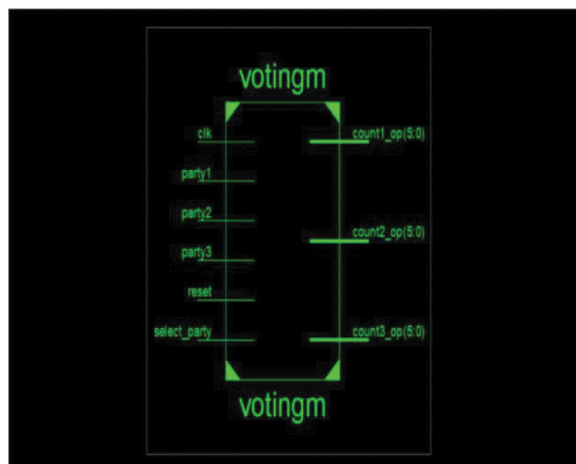 votingm
clk
count1_op(5:0)
party1
party2
count2_op(5:0)
party3
reset
select_party
count3_op(5:0)
votingm